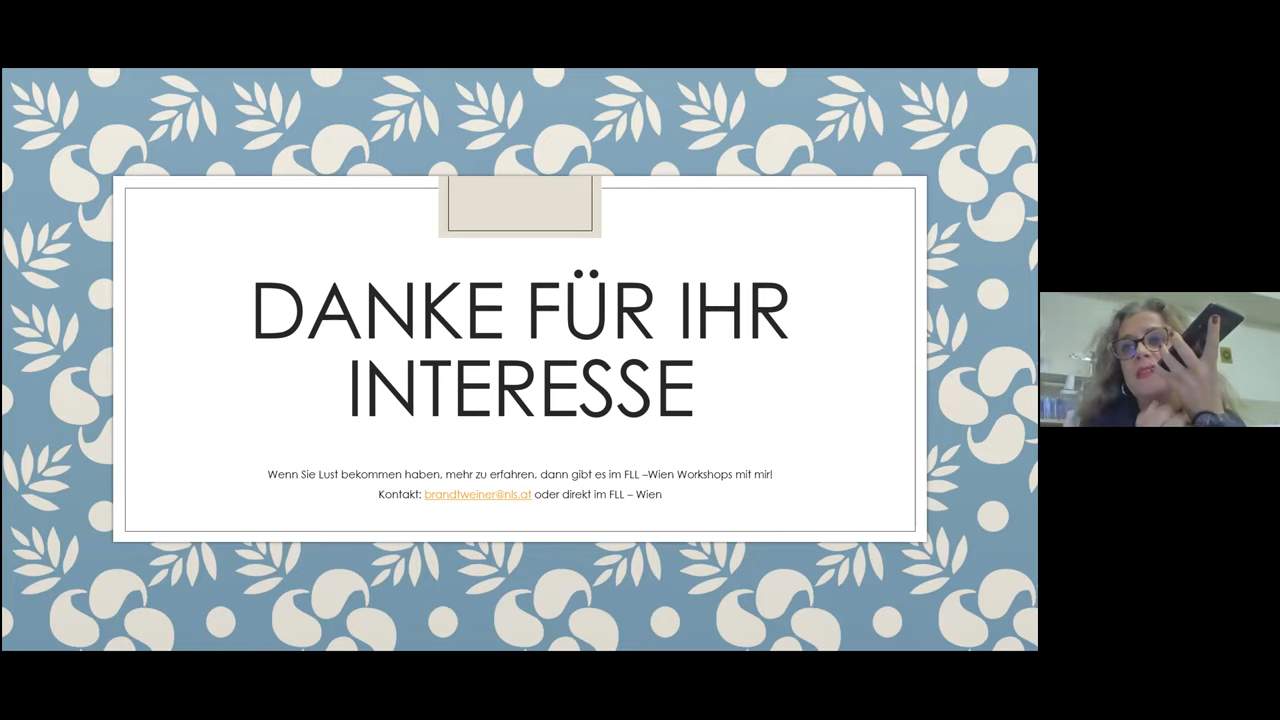 DANKE FÜR IHR
INTERESSE
Wenn Sie Lust bekommen haben, mehr zu erfahren, dann gibt es im FLL –Wien Workshops mit mir!
Kontakt: brandtweiner@nls.at oder direkt im FLL – Wien